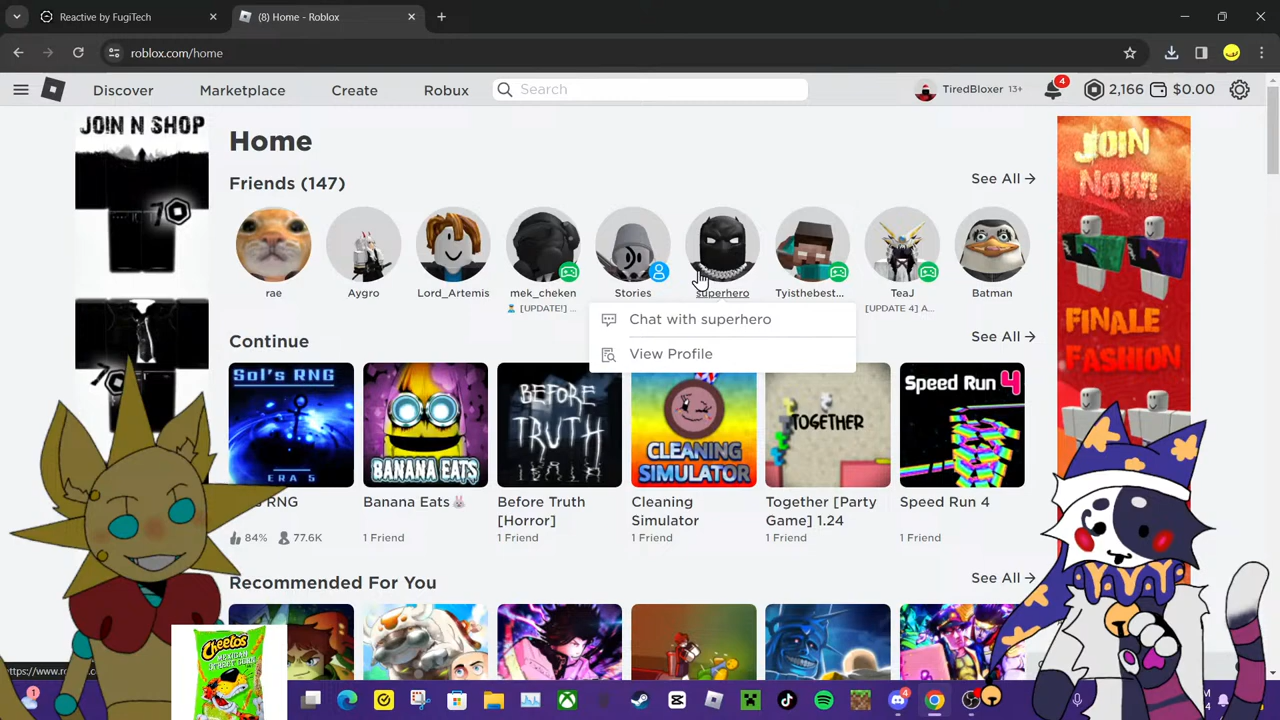 Reactive by FugiTech
(8) Home - Roblox
roblox.com/home
Discover
Marketplace
Create
Robux
Search
TiredBloxer 13+
4
2,166
$0.00
JOIN N SHOP
70
Home
Friends (147)
See All →
rae
Aygro
Lord_Artemis
mek_cheken
Stories
superhero
Tyisthebest...
TeaJ
Batman
[UPDATE!] ...
[UPDATE 4] A...
Chat with superhero
View Profile
Continue
See All →
Sol's RNG
ERA 5
BANANA EATS
BEFORE
TRUTH
CLEANING
SIMULATOR
TOGETHER
Speed Run 4
RNG
Banana Eats
Before Truth
[Horror]
Cleaning
Simulator
Together [Party
Game] 1.24
Speed Run 4
84%
77.6K
1 Friend
1 Friend
1 Friend
1 Friend
1 Friend
JOIN
NOW!
FINALE
FASHION
Recommended For You
See All →
Cheetos
1
4